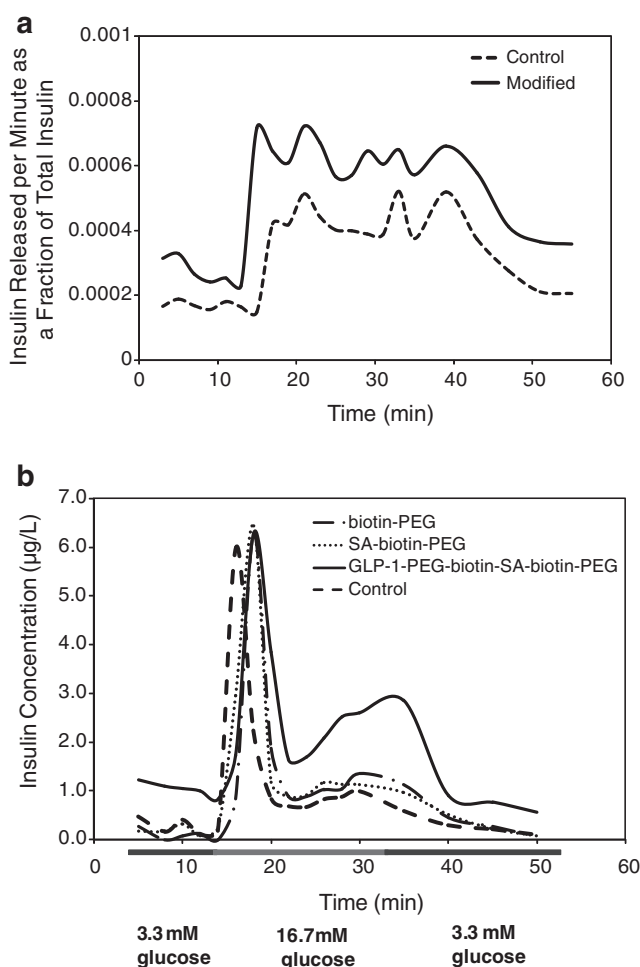 a
0.001
0.0008
0.0006
0.0004
0.0002
0
Insulin Released per Minute as
a Fraction of Total Insulin
Control
Modified
0 10 20 30 40 50 60
Time (min)
b
7.0
6.0
5.0
4.0
3.0
2.0
1.0
0.0
Insulin Concentration (µg/L)
biotin-PEG
SA-biotin-PEG
GLP-1-PEG-biotin-SA-biotin-PEG
Control
0 10 20 30 40 50 60
Time (min)
3.3 mM
glucose
16.7mM
glucose
3.3 mM
glucose